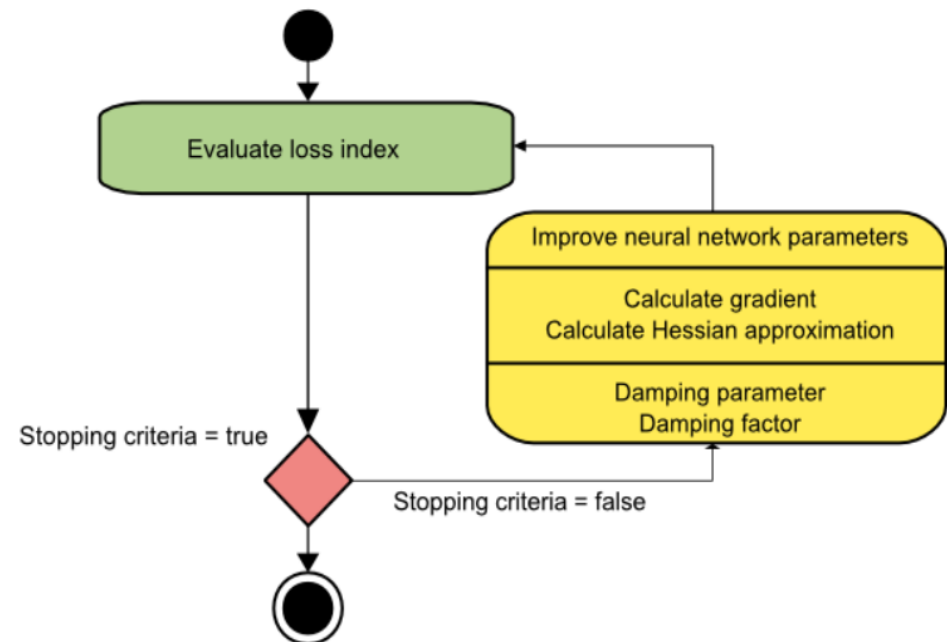 Evaluate loss index
Improve neural network parameters
Calculate gradient
Calculate Hessian approximation
Damping parameter
Damping factor
Stopping criteria = true
Stopping criteria = false